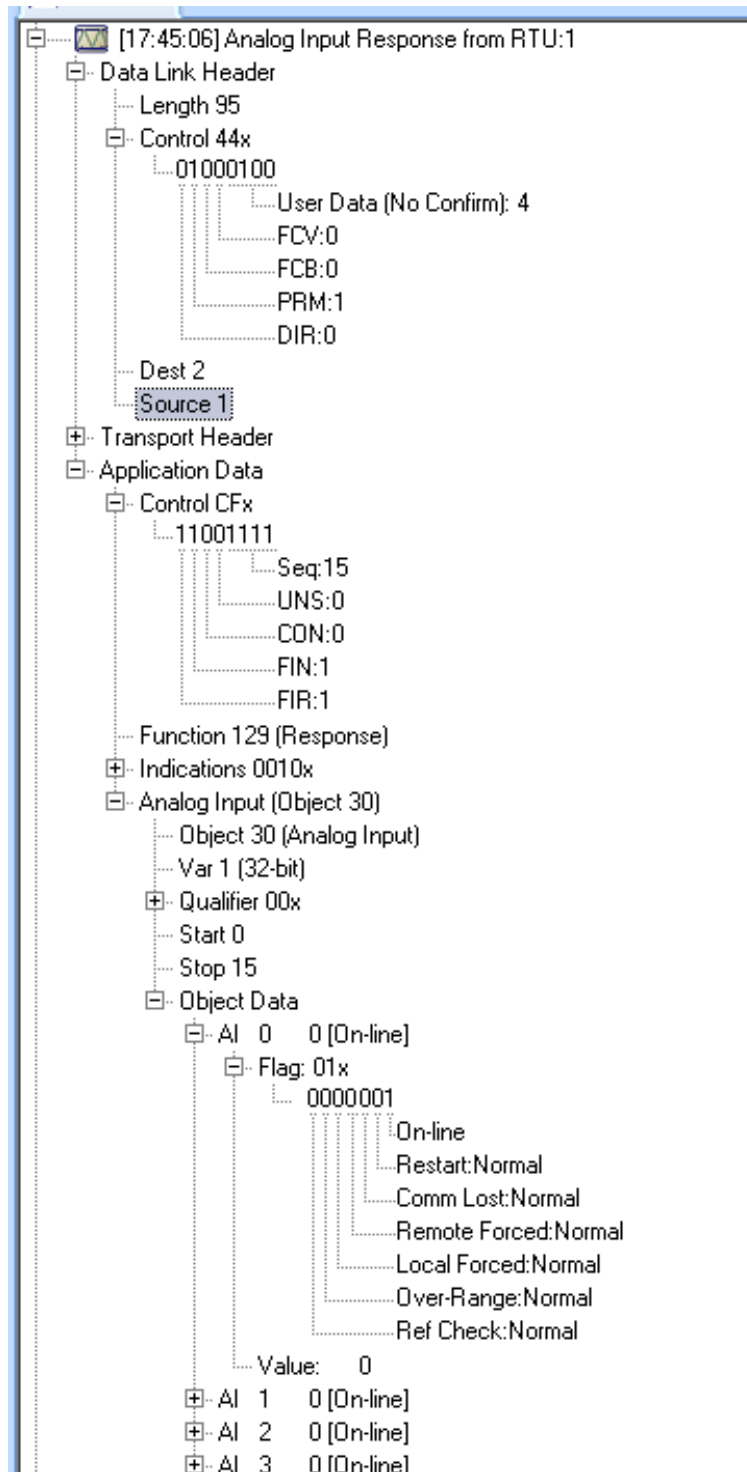 [17:45:06] Analog Input Response from RTU:1
Data Link Header
Length 95
Control 44x
01000100
User Data (No Confirm): 4
FCV:0
FCB:0
PRM:1
DIR:0
Dest 2
Source 1
Transport Header
Application Data
Control CFx
11001111
Seq:15
UNS:0
CON:0
FIN:1
FIR:1
Function 129 (Response)
Indications 0010x
Analog Input (Object 30)
Object 30 (Analog Input)
Var 1 (32-bit)
Qualifier 00x
Start 0
Stop 15
Object Data
AI 0 0 [On-line]
Flag: 01x
0000001
On-line
Restart:Normal
Comm Lost:Normal
Remote Forced:Normal
Local Forced:Normal
Over-Range:Normal
Ref Check:Normal
Value: 0
AI 1 0 [On-line]
AI 2 0 [On-line]
AI 3 0 [On-line]